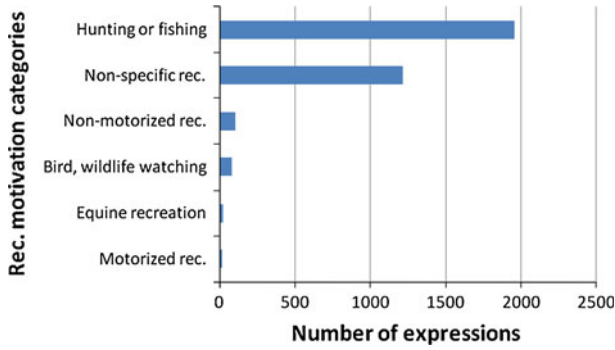 Rec. motivation categories
Hunting or fishing
Non-specific rec.
Non-motorized rec.
Bird, wildlife watching
Equine recreation
Motorized rec.
0 500 1000 1500 2000 2500
Number of expressions